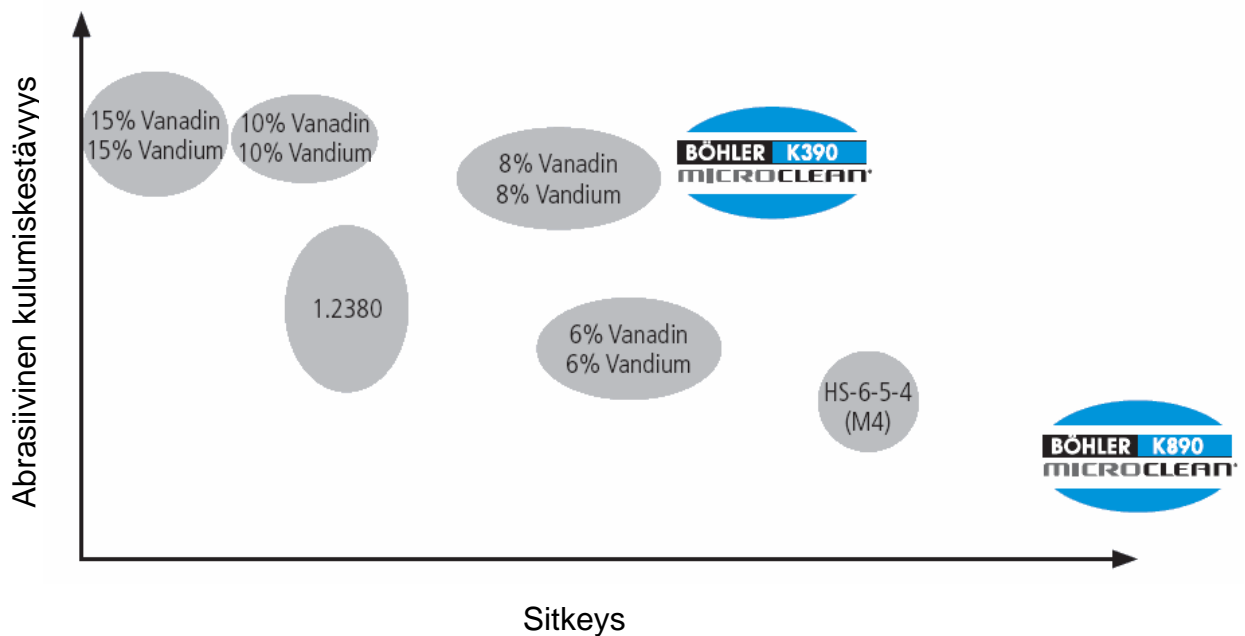 Abrasiivinen kulumiskestävyys
15% Vanadin
15% Vandium
10% Vanadin
10% Vandium
8% Vanadin
8% Vandium
BÖHLER K390
MICROCLEAN®
1.2380
6% Vanadin
6% Vandium
HS-6-5-4
(M4)
BÖHLER K890
MICROCLEAN®
Sitkeys